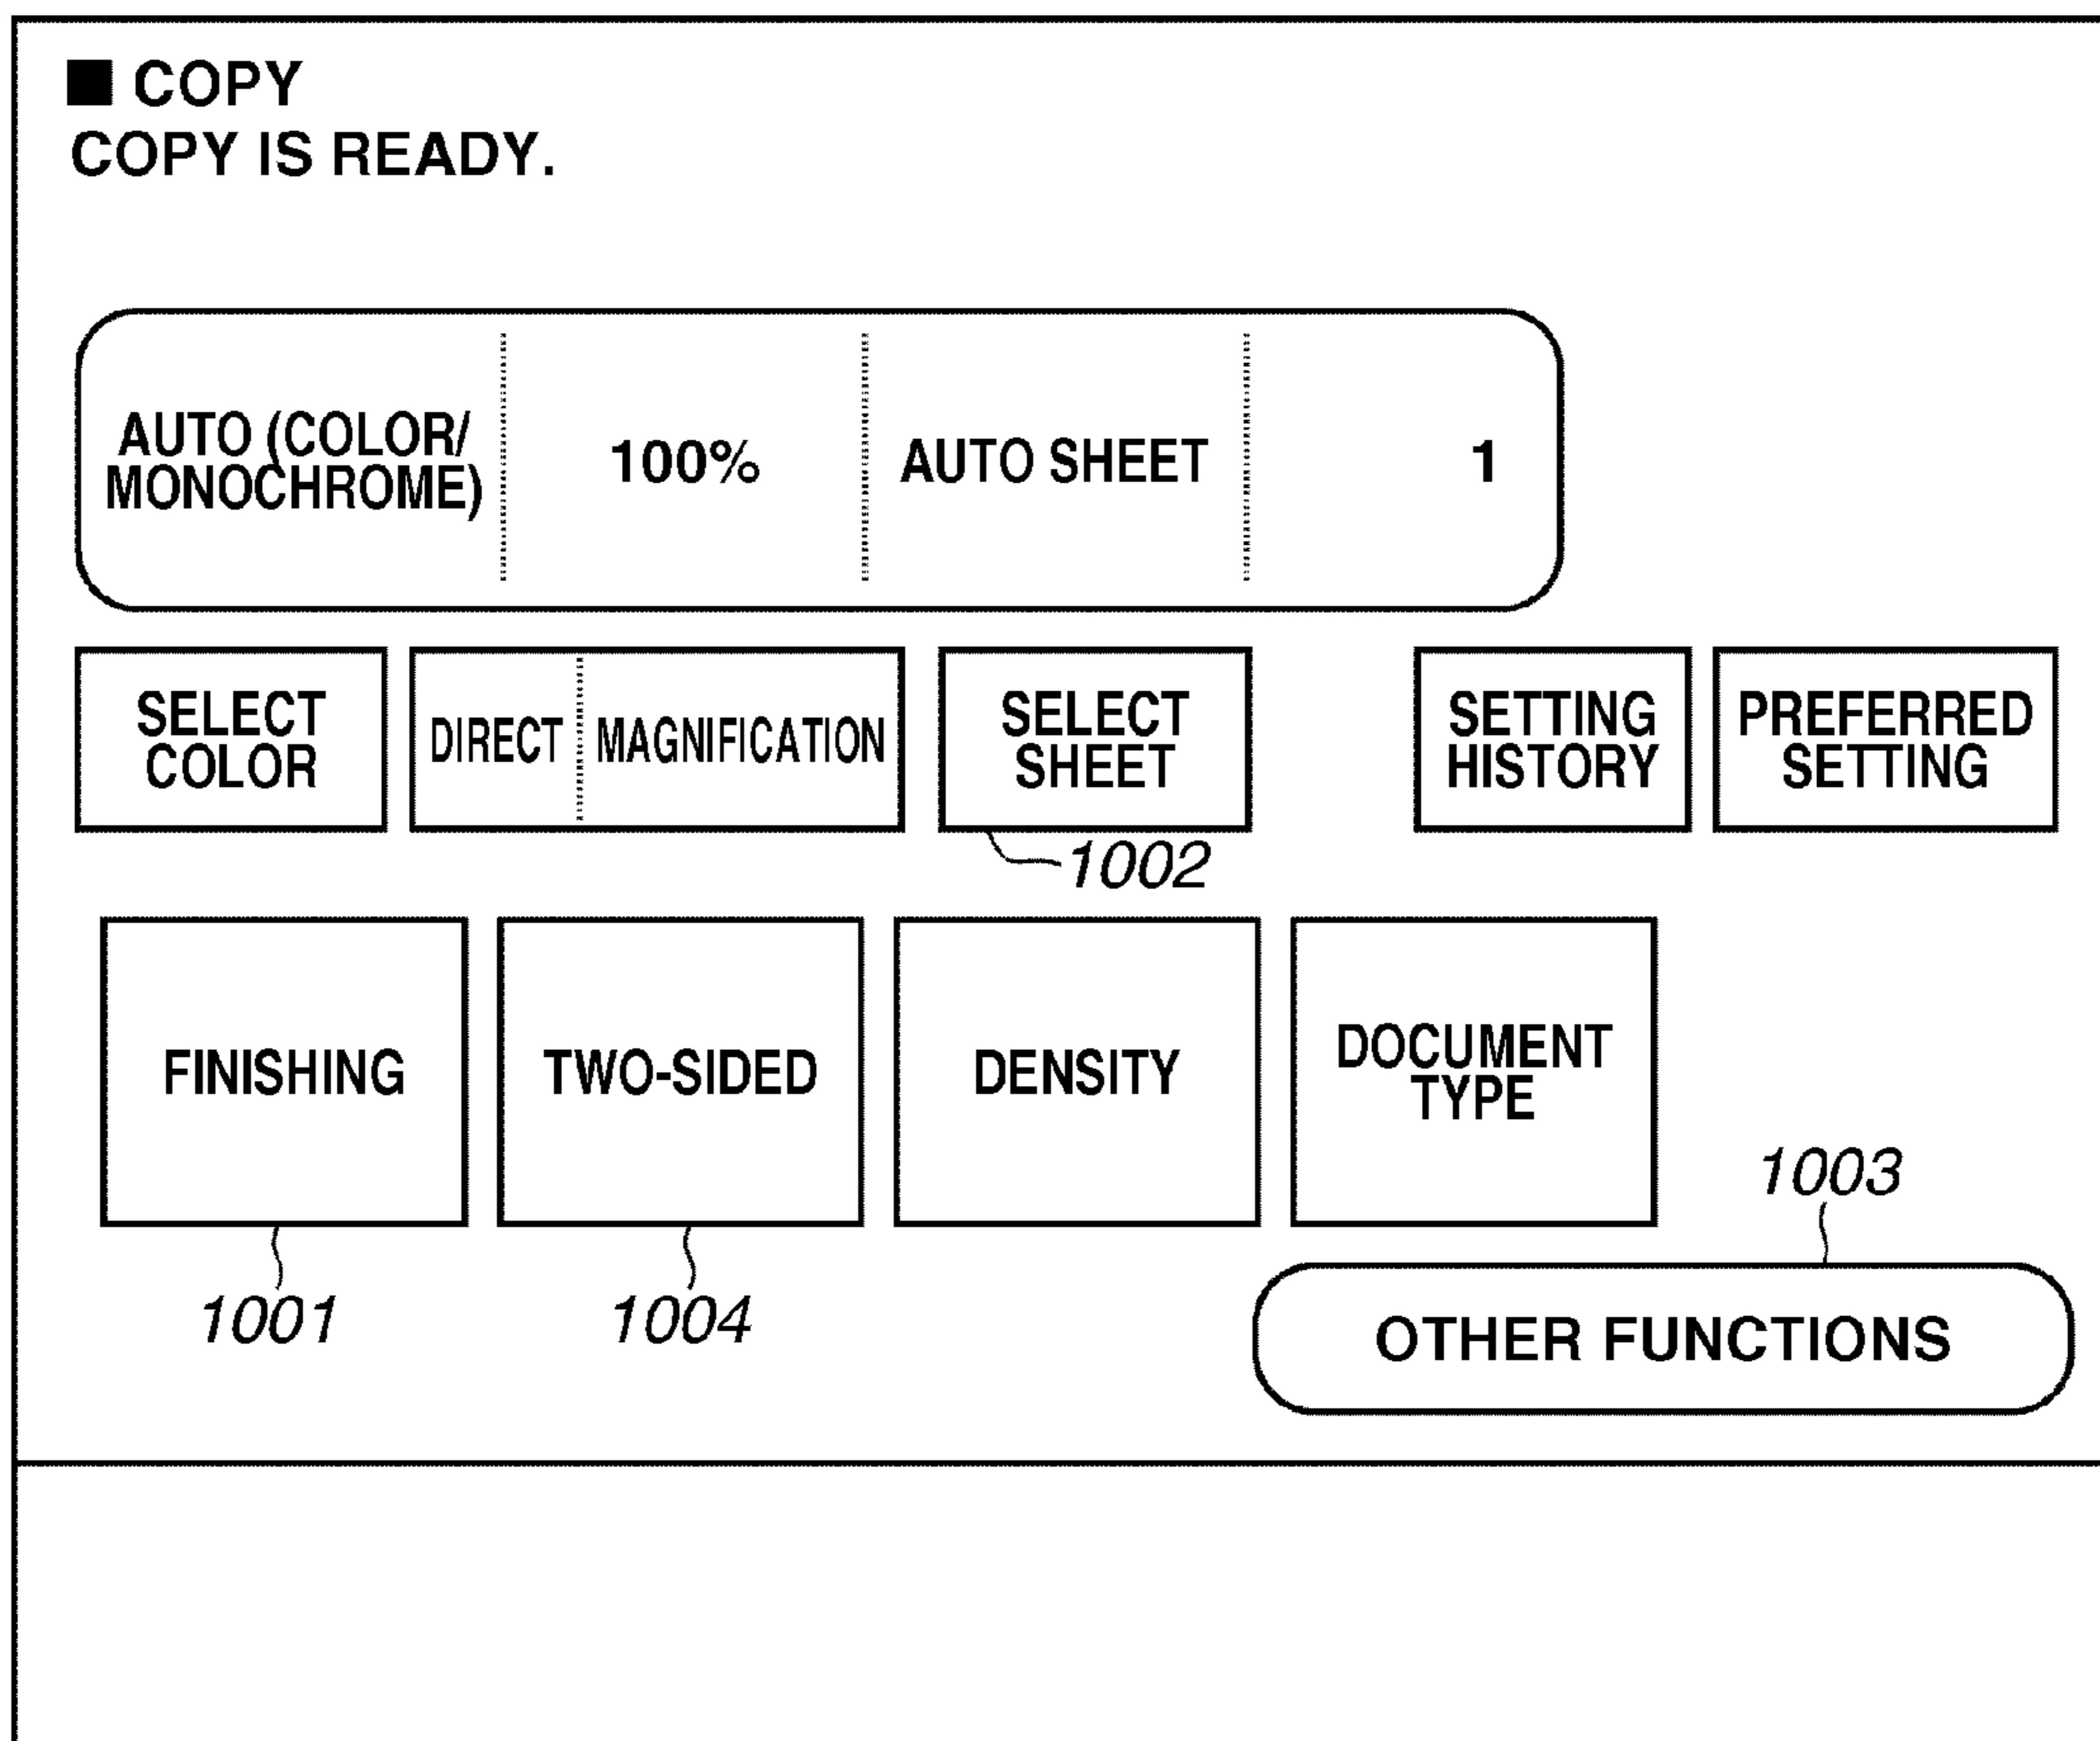 ■ COPY
COPY IS READY.
AUTO (COLOR/
MONOCHROME)
100%
AUTO SHEET
1
SELECT
COLOR
DIRECT
MAGNIFICATION
SELECT
SHEET
SETTING
HISTORY
PREFERRED
SETTING
1002
FINISHING
TWO-SIDED
DENSITY
DOCUMENT
TYPE
1003
1001
1004
OTHER FUNCTIONS